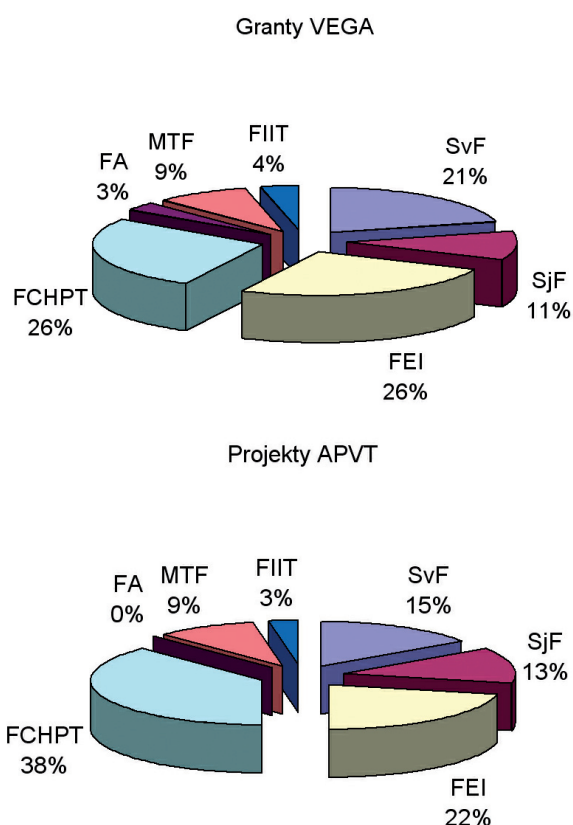 Granty VEGA
FIIT
4%
MTF
9%
FA
3%
SvF
21%
SjF
11%
FCHPT
26%
FEI
26%
Projekty APVT
FIIT
3%
MTF
9%
FA
0%
SvF
15%
SjF
13%
FCHPT
38%
FEI
22%